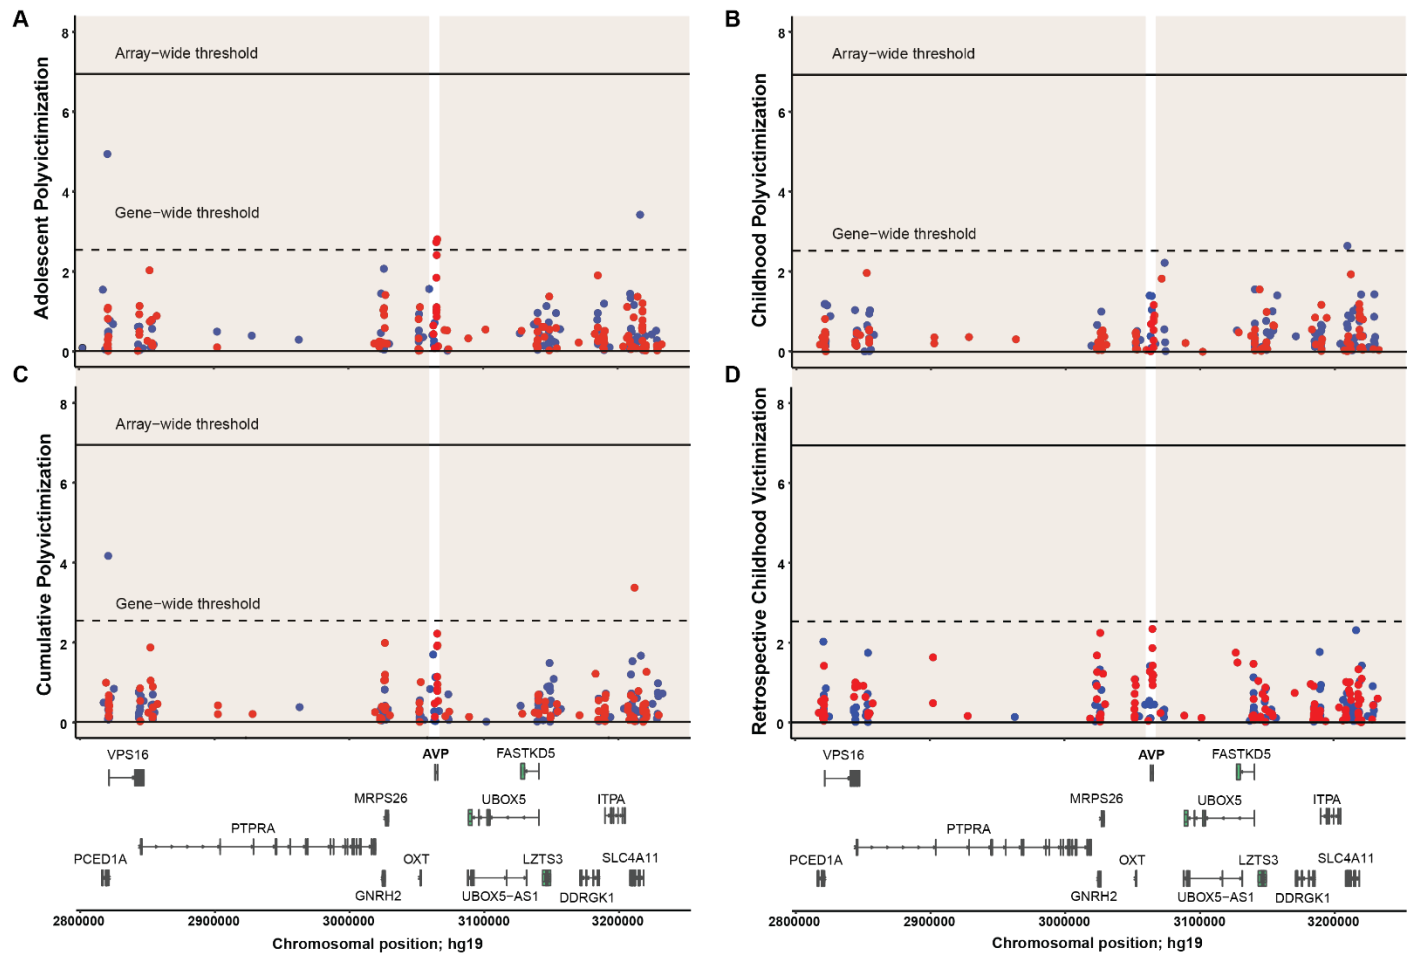 A
Adolescent Polyvictimization
8
6
4
2
0
Array−wide threshold
Gene−wide threshold
B
Childhood Polyvictimization
8
6
4
2
0
Array−wide threshold
Gene−wide threshold
C
Cumulative Polyvictimization
8
6
4
2
0
Array−wide threshold
Gene−wide threshold
D
Retrospective Childhood Victimization
8
6
4
2
0
VPS16 AVP FASTKD5
MRPS26 UBOX5 ITPA
PTPRA
PCED1A OXT LZTS3 SLC4A11
GNRH2 UBOX5−AS1 DDRGK1
2800000 2900000 3000000 3100000 3200000
Chromosomal position; hg19
VPS16 AVP FASTKD5
MRPS26 UBOX5 ITPA
PTPRA
PCED1A OXT LZTS3 SLC4A11
GNRH2 UBOX5−AS1 DDRGK1
2800000 2900000 3000000 3100000 3200000
Chromosomal position; hg19